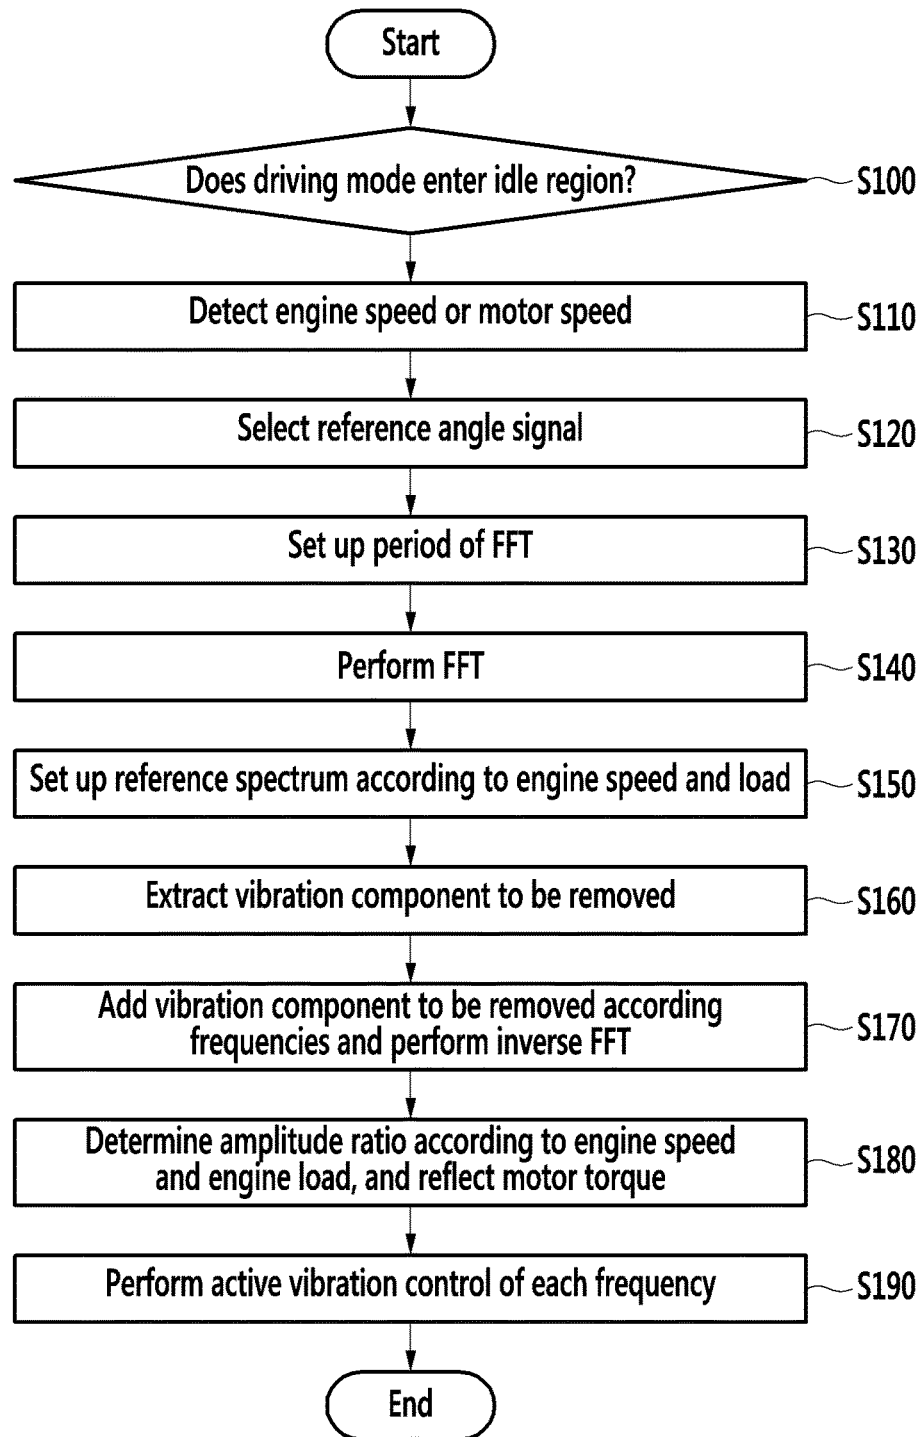 Start
Does driving mode enter idle region?
S100
Detect engine speed or motor speed
S110
Select reference angle signal
S120
Set up period of FFT
S130
Perform FFT
S140
Set up reference spectrum according to engine speed and load
S150
Extract vibration component to be removed
S160
Add vibration component to be removed according
frequencies and perform inverse FFT
S170
Determine amplitude ratio according to engine speed
and engine load, and reflect motor torque
S180
Perform active vibration control of each frequency
S190
End